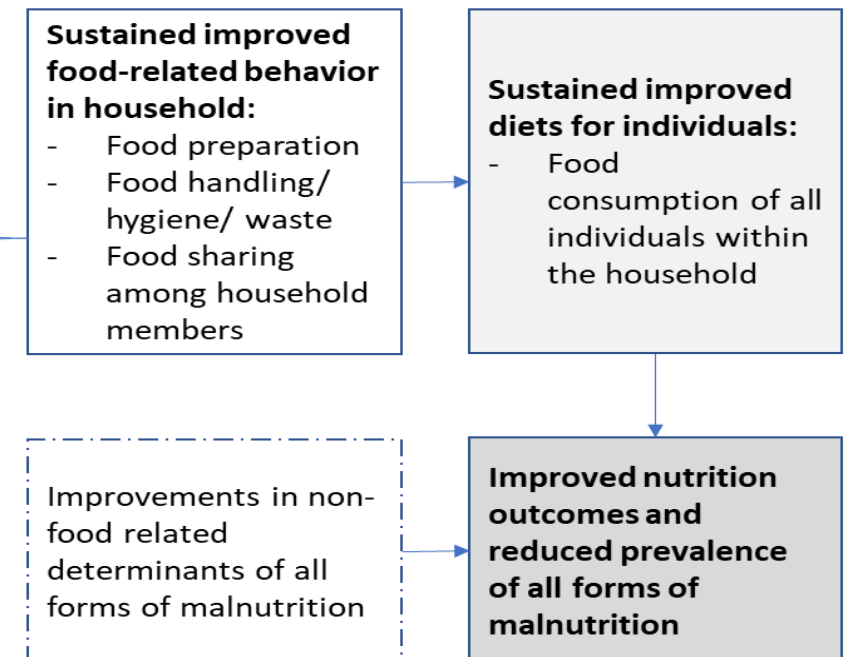 Sustained improved
food-related behavior
in household:
- Food preparation
- Food handling/
hygiene/ waste
- Food sharing
among household
members
Sustained improved
diets for individuals:
- Food
consumption of all
individuals within
the household
Improvements in non-
food related
determinants of all
forms of malnutrition
Improved nutrition
outcomes and
reduced prevalence
of all forms of
malnutrition